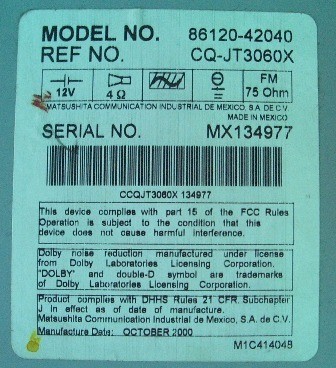 MODEL NO. 86120-42040
REF NO. CQ-JT3060X
12V 4Ω FM 75 Ohm
MATSUSHITA COMMUNICATION INDUSTRIAL DE MEXICO, S.A. DE C.V.
MADE IN MEXICO
SERIAL NO. MX134977
CCQJT3060X 134977
This device complies with part 15 of the FCC Rules
Operation is subject to the condition that this
device does not cause harmful interference.
Dolby noise reduction manufactured under license
from Dolby Laboratories Licensing Corporation.
"DOLBY" and double-D symbol are trademarks
of Dolby Laboratories Licensing Corporation.
Product complies with DHHS Rules 21 CFR Subchapter
J in effect as of date of manufacture.
Matsushita Communication Industrial de Mexico, S.A. de C.V.
Manufacture Date: OCTOBER 2000
M1C414048